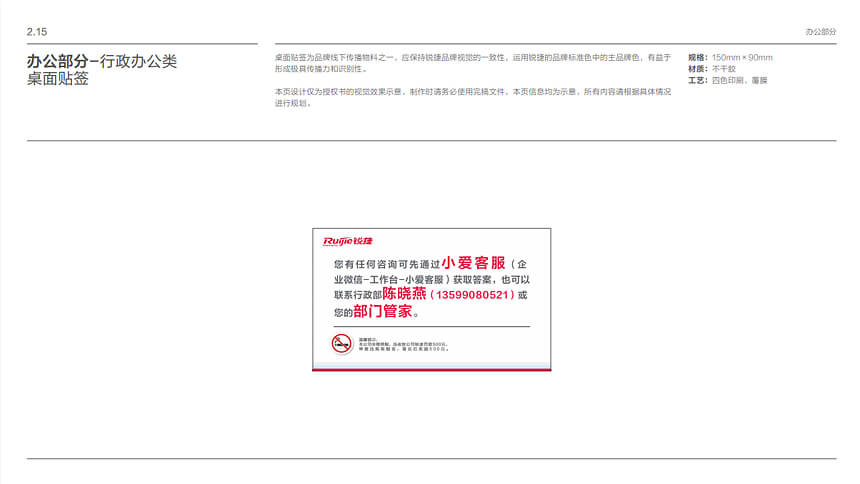 2.15
办公部分
办公部分-行政办公类
桌面贴签
桌面贴签为品牌线下传播物料之一，应保持锐捷品牌视觉的一致性，运用锐捷的品牌标准色中的主品牌色，有益于
形成极具传播力和识别性。
本页设计仅为授权书的视觉效果示意，制作时请务必使用完稿文件，本页信息均为示意，所有内容请根据具体情况
进行规划。
规格：150mm×90mm
材质：不干胶
工艺：四色印刷、覆膜
Ruijie锐捷
您有任何咨询可先通过小爱客服（企
业微信-工作台-小爱客服）获取答案，也可以
联系行政部陈晓燕（13599080521）或
您的部门管家。
温馨提示：